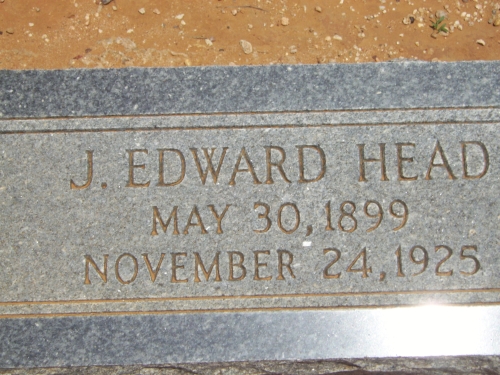 J. EDWARD HEAD
MAY 30, 1899
NOVEMBER 24, 1925